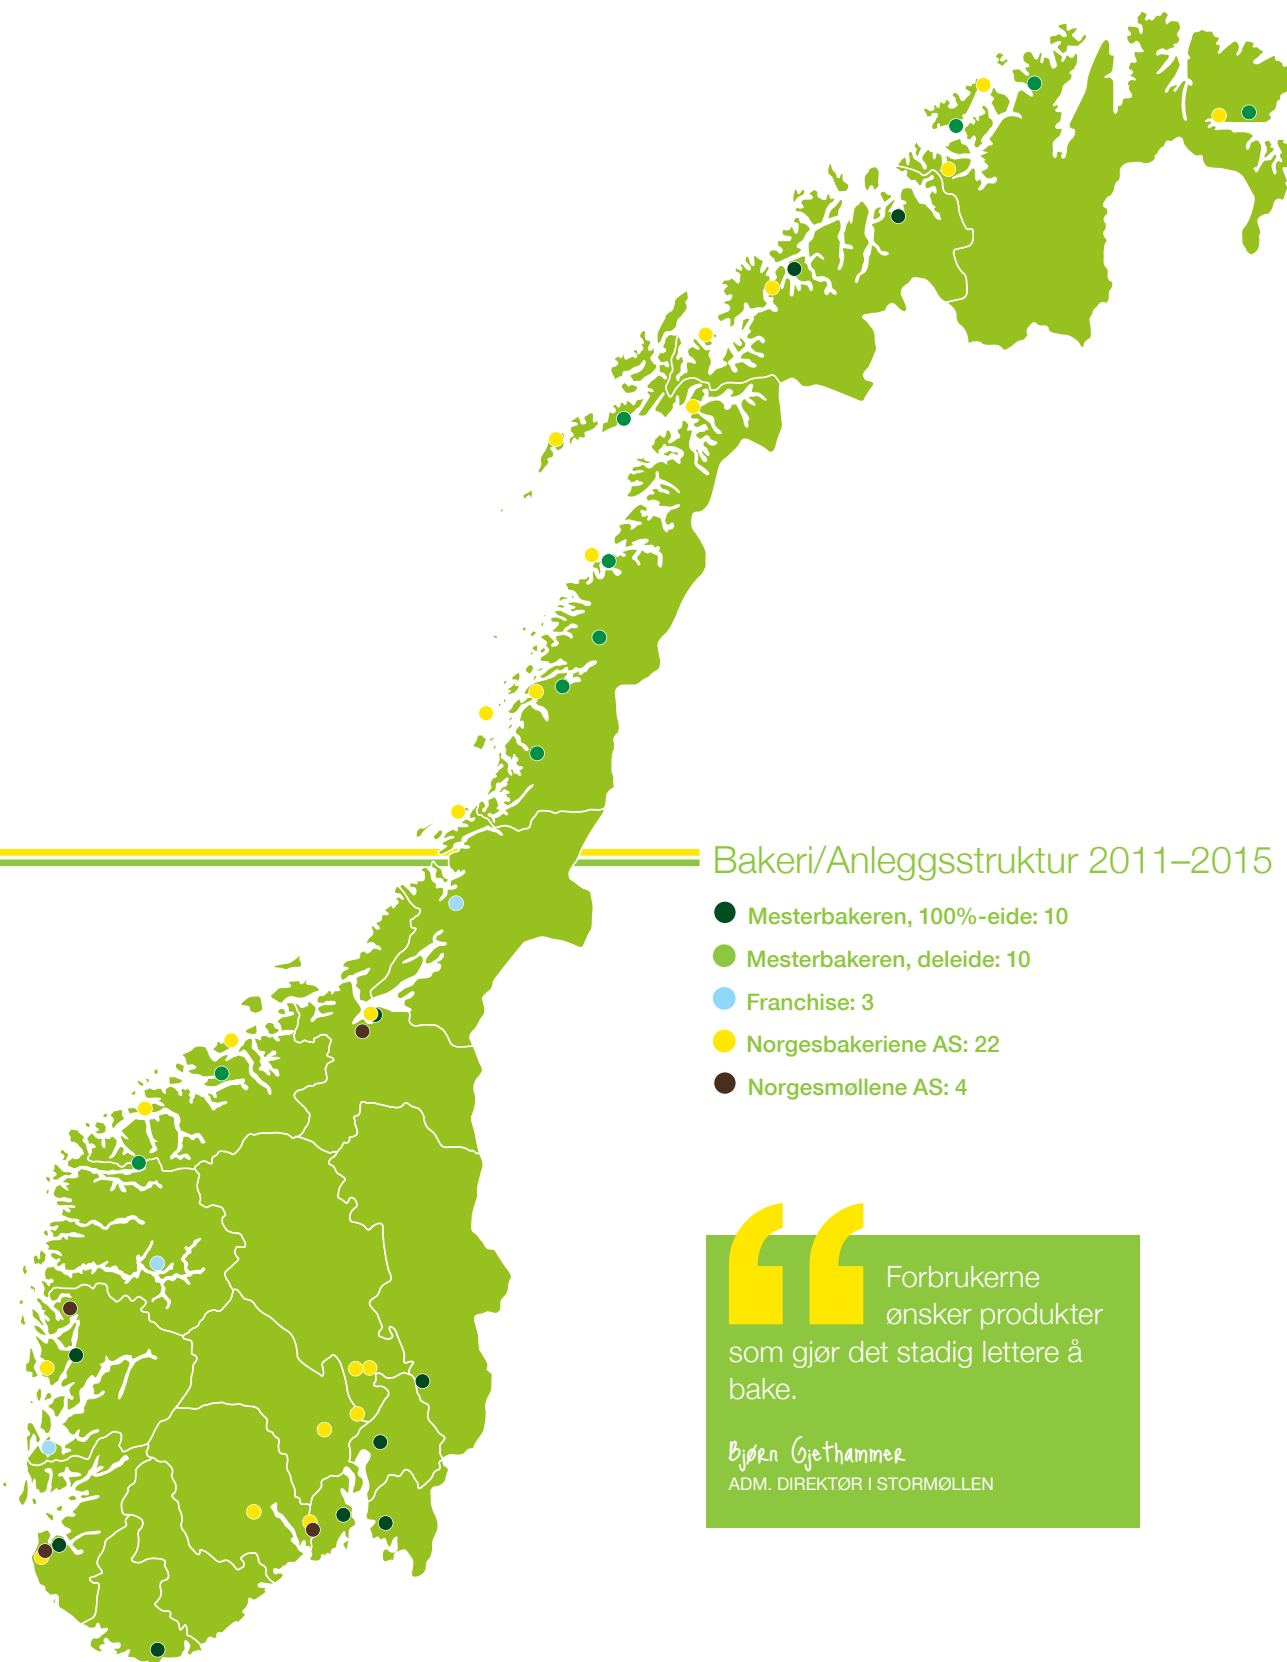 Bakeri/Anleggsstruktur 2011–2015
Mesterbakeren, 100%-eide: 10
Mesterbakeren, deleide: 10
Franchise: 3
Norgesbakeriene AS: 22
Norgesmøllene AS: 4
“
Forbrukerne
ønsker produkter
som gjør det stadig lettere å
bake.
Bjørn Gjethammer
ADM. DIREKTØR I STORMØLLEN